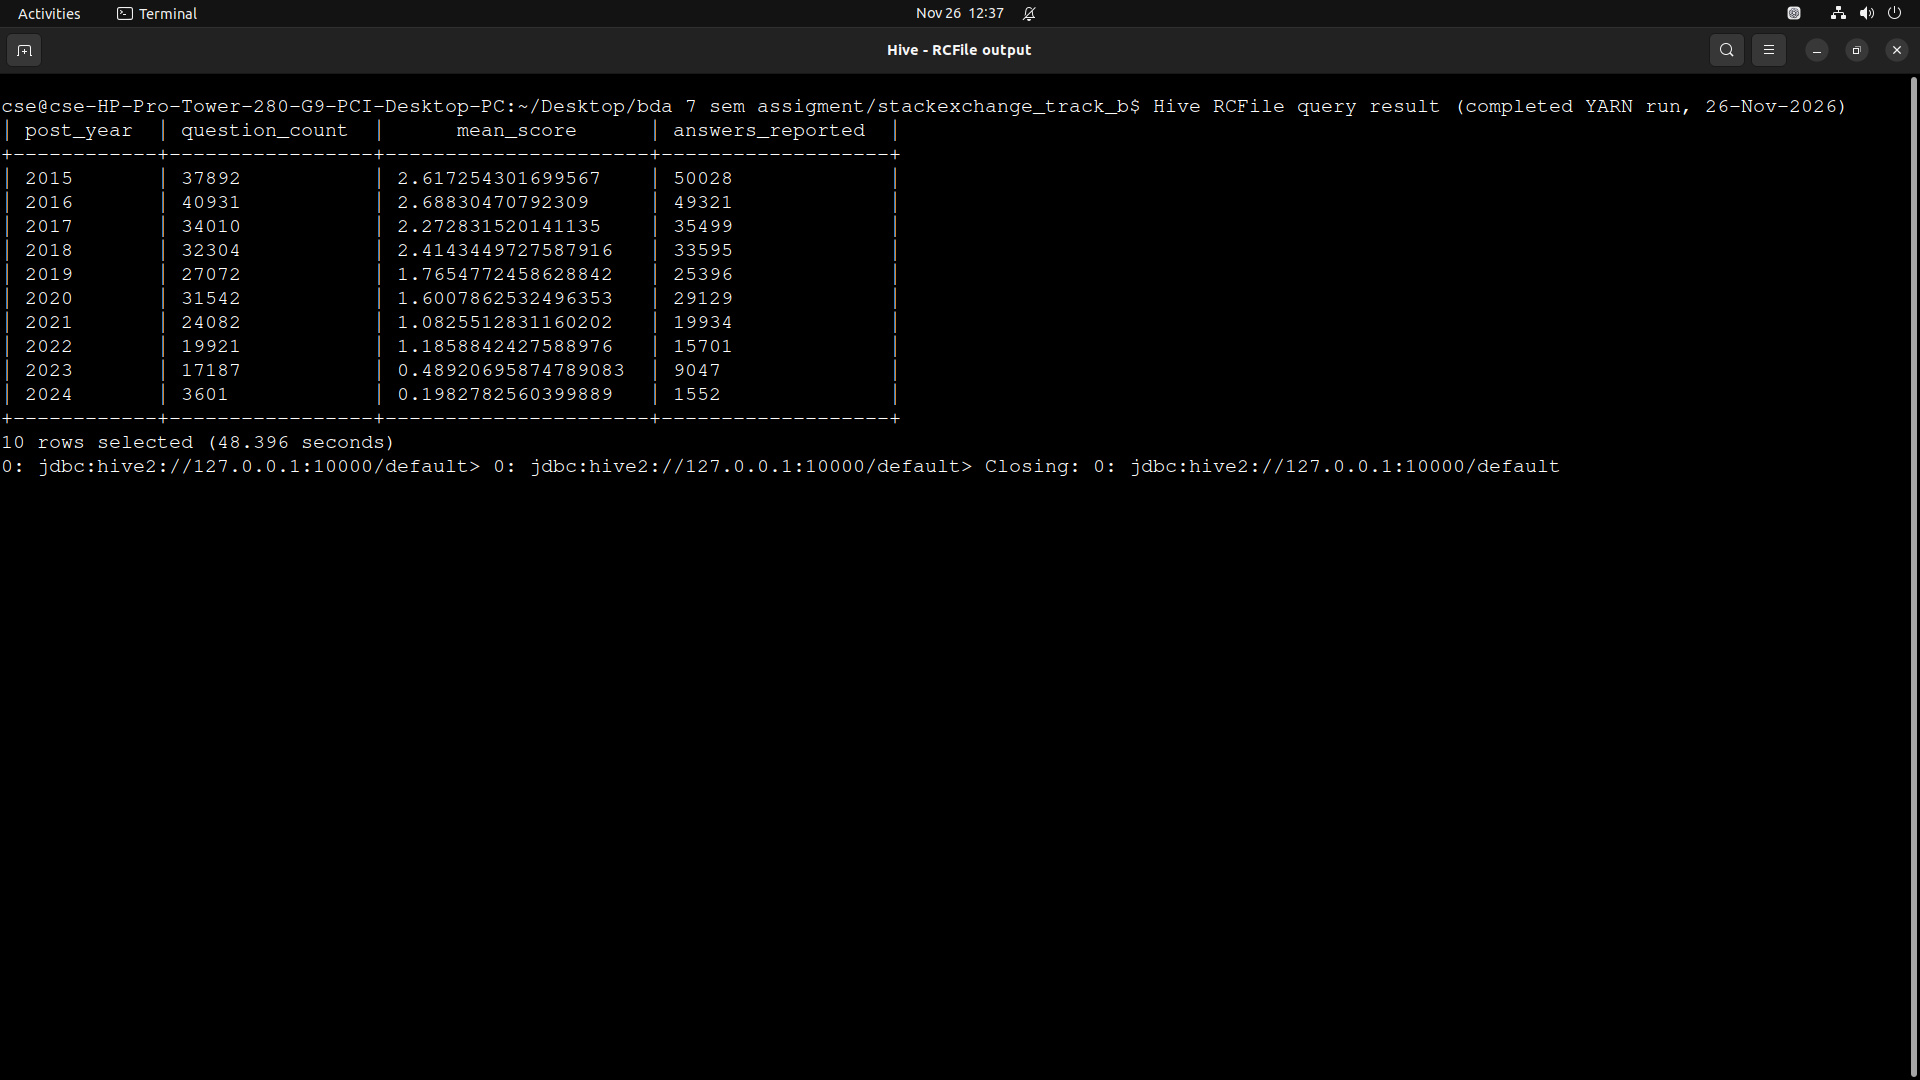 Activities Terminal Nov 26 12:37
Hive - RCFile output
cse@cse-HP-Pro-Tower-280-G9-PCI-Desktop-PC:~/Desktop/bda 7 sem assigment/stackexchange_track_b$ Hive RCFile query result (completed YARN run, 26-Nov-2026)
| post_year | question_count | mean_score | answers_reported |
+------------+-----------------+----------------------+-------------------+
| 2015 | 37892 | 2.617254301699567 | 50028 |
| 2016 | 40931 | 2.68830470792309 | 49321 |
| 2017 | 34010 | 2.272831520141135 | 35499 |
| 2018 | 32304 | 2.4143449727587916 | 33595 |
| 2019 | 27072 | 1.7654772458628842 | 25396 |
| 2020 | 31542 | 1.6007862532496353 | 29129 |
| 2021 | 24082 | 1.0825512831160202 | 19934 |
| 2022 | 19921 | 1.1858842427588976 | 15701 |
| 2023 | 17187 | 0.48920695874789083 | 9047 |
| 2024 | 3601 | 0.1982782560399889 | 1552 |
+------------+-----------------+----------------------+-------------------+
10 rows selected (48.396 seconds)
0: jdbc:hive2://127.0.0.1:10000/default> 0: jdbc:hive2://127.0.0.1:10000/default> Closing: 0: jdbc:hive2://127.0.0.1:10000/default